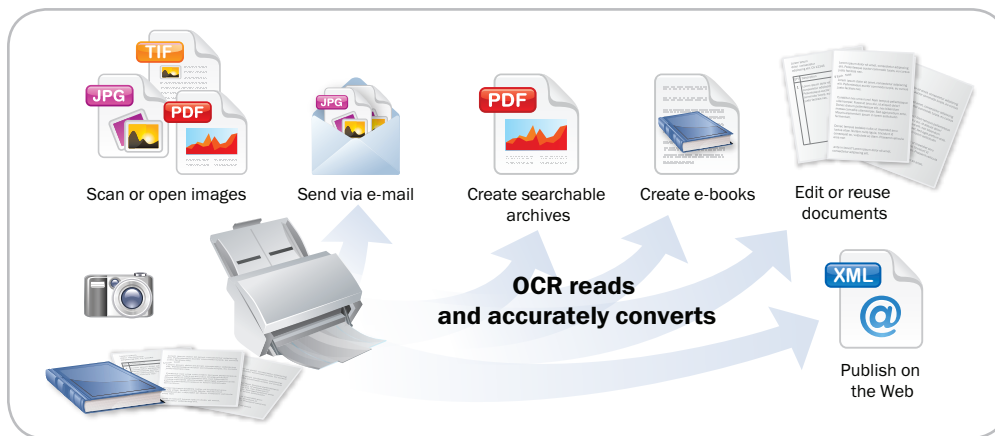 TIF
JPG
PDF
Scan or open images
JPG
Send via e-mail
PDF
Create searchable
archives
Create e-books
Edit or reuse
documents
OCR reads
and accurately converts
XML
@
Publish on
the Web